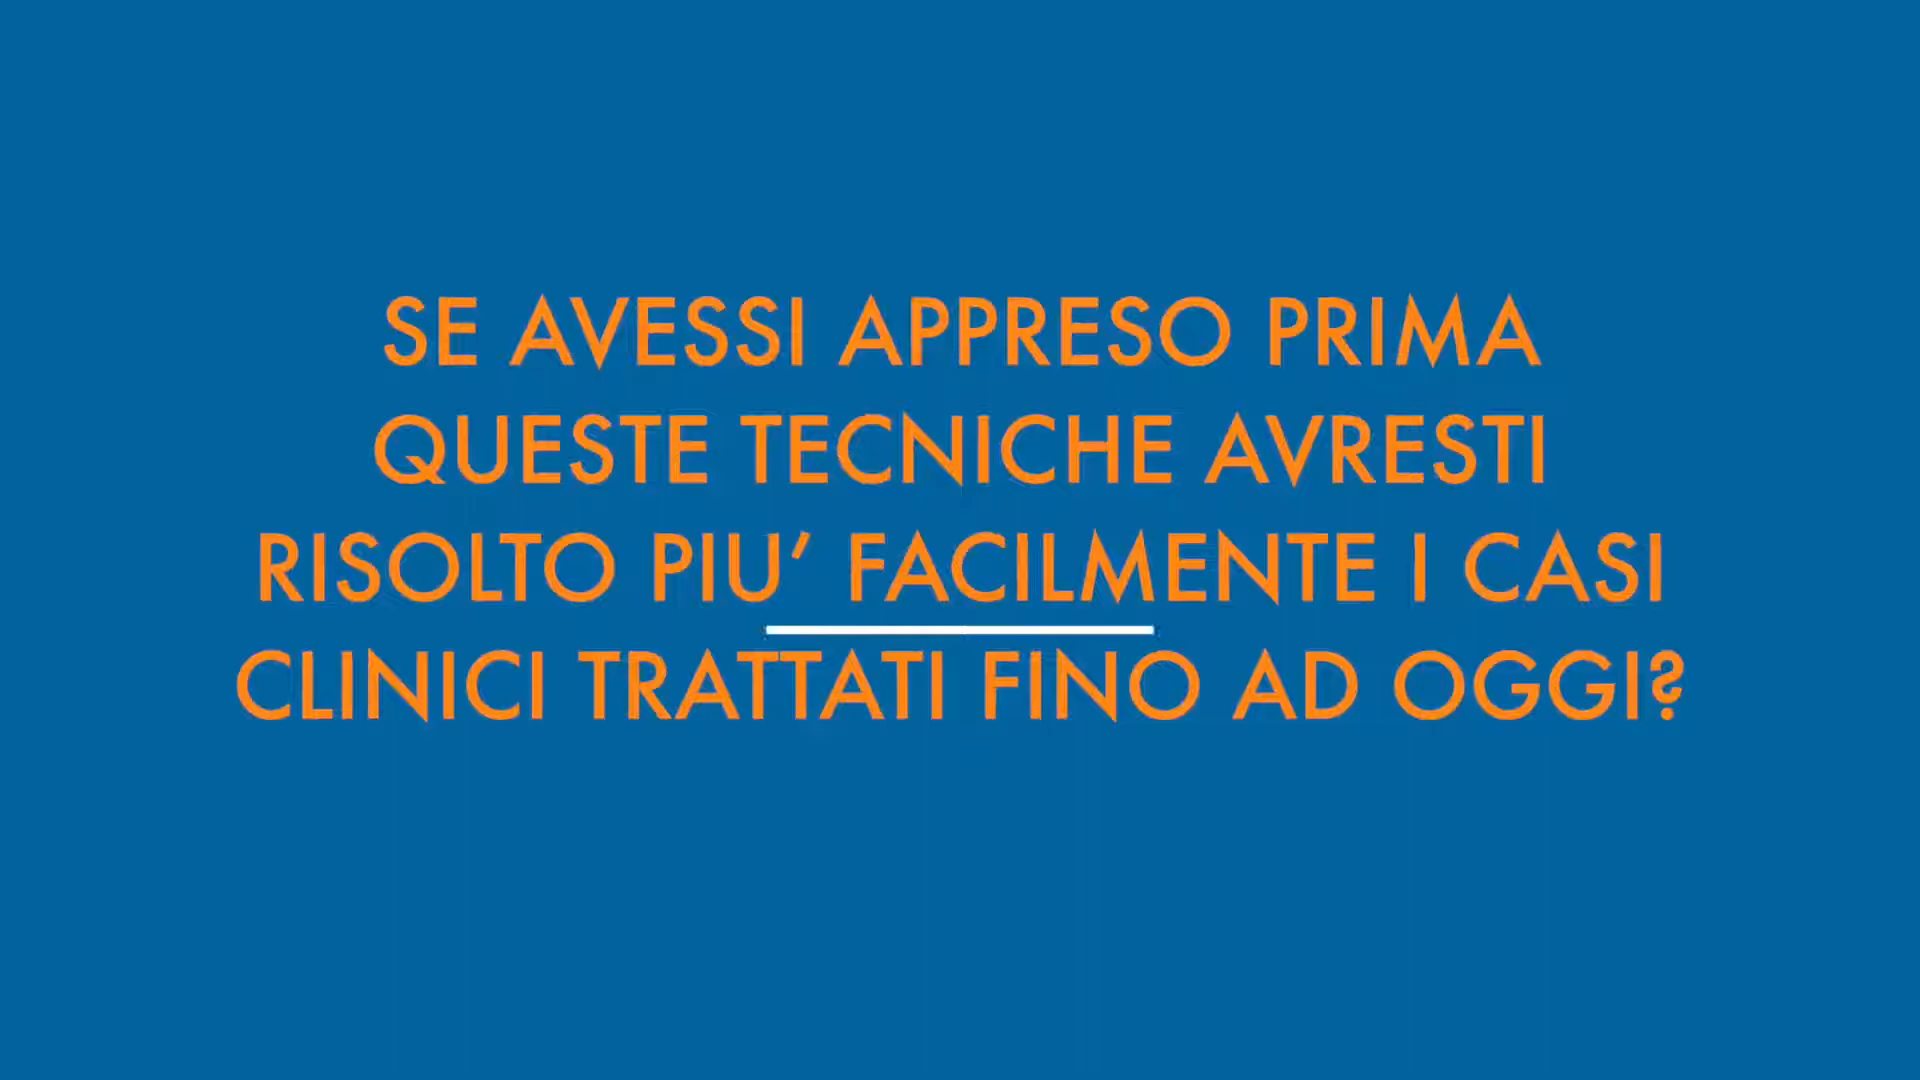 SE AVESSI APPRESO PRIMA
QUESTE TECNICHE AVRESTI
RISOLTO PIU’ FACILMENTE I CASI
CLINICI TRATTATI FINO AD OGGI?